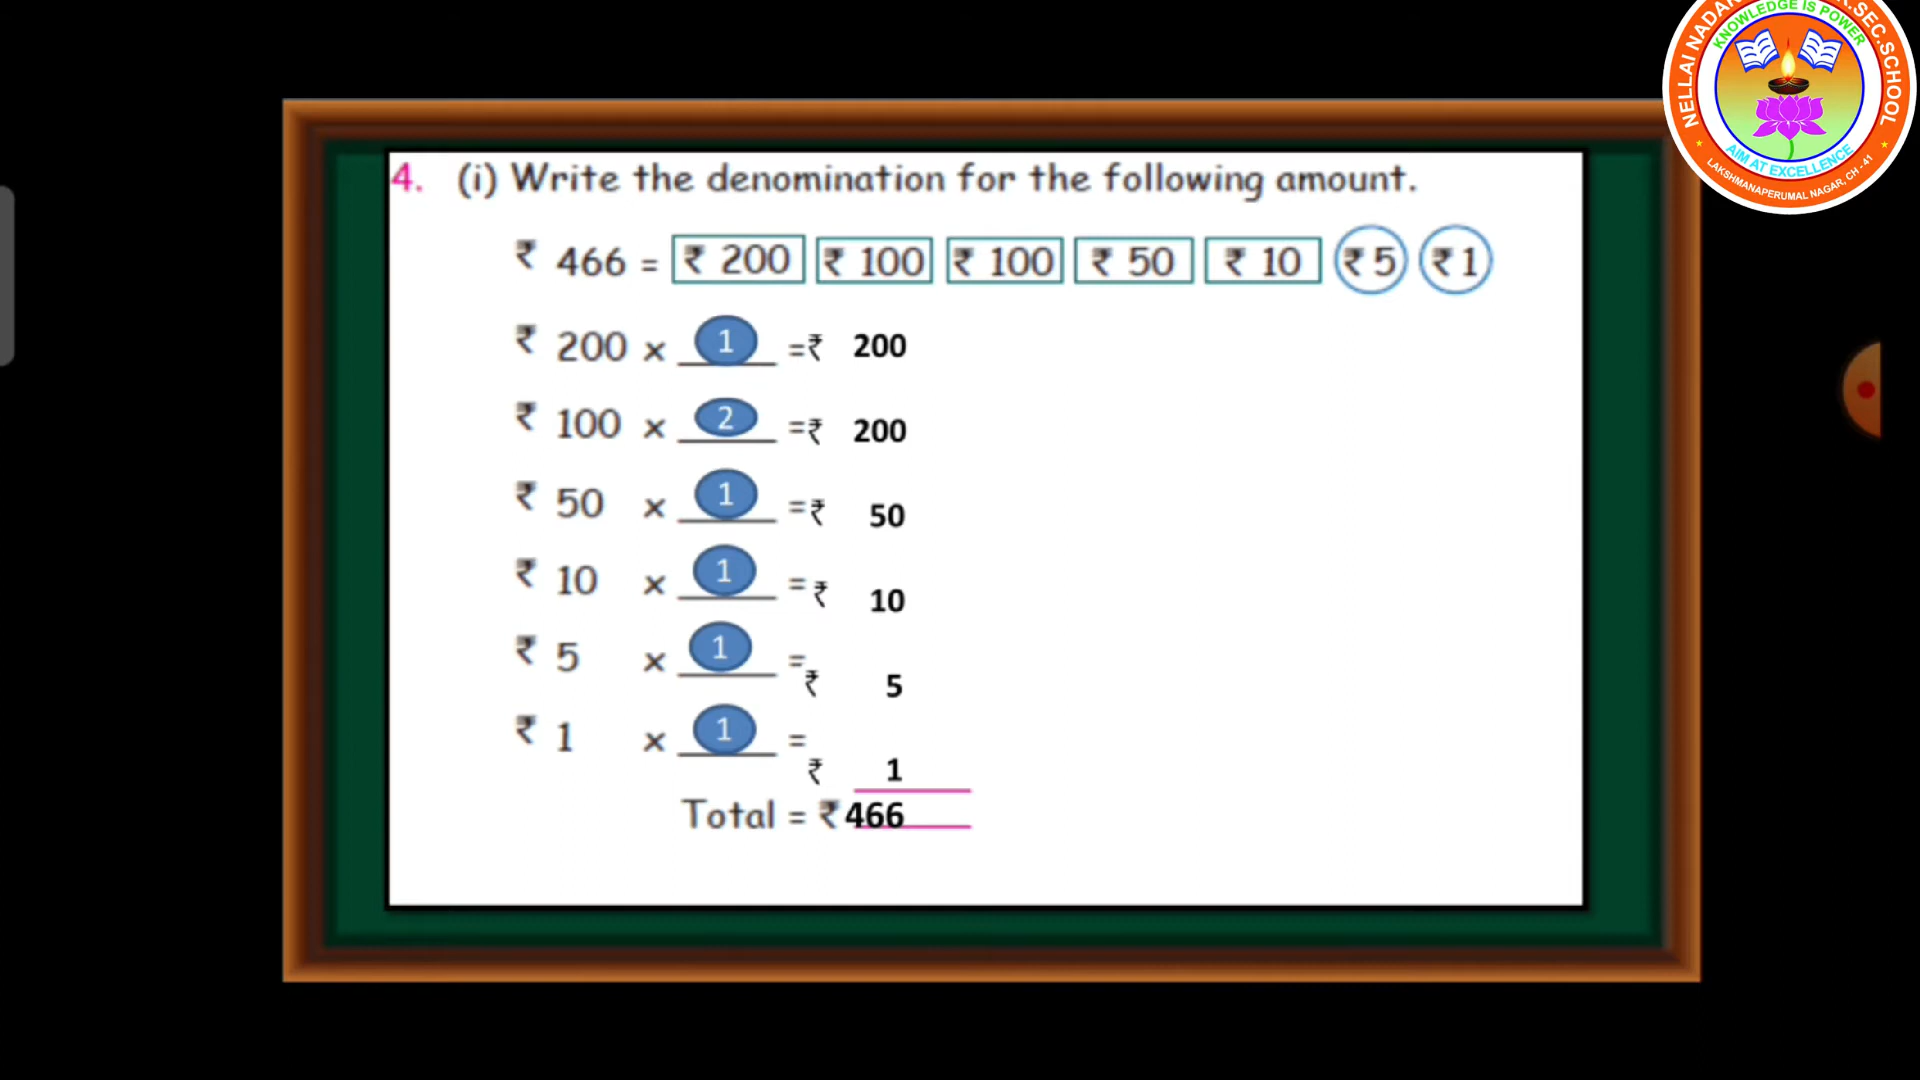 4. (i) Write the denomination for the following amount.
₹ 466 = ₹ 200 ₹ 100 ₹ 100 ₹ 50 ₹ 10 ₹ 5 ₹ 1
₹ 200 × 1 =₹ 200
₹ 100 × 2 =₹ 200
₹ 50 × 1 =₹ 50
₹ 10 × 1 =₹ 10
₹ 5 × 1 =₹ 5
₹ 1 × 1 =₹ 1
Total = ₹ 466
NELLAI NADAR
.SEC.SCHOOL
KNOWLEDGE IS POWER
AIM AT EXCELLENCE
LAKSHMANAPERUMAL NAGAR, CH - 41